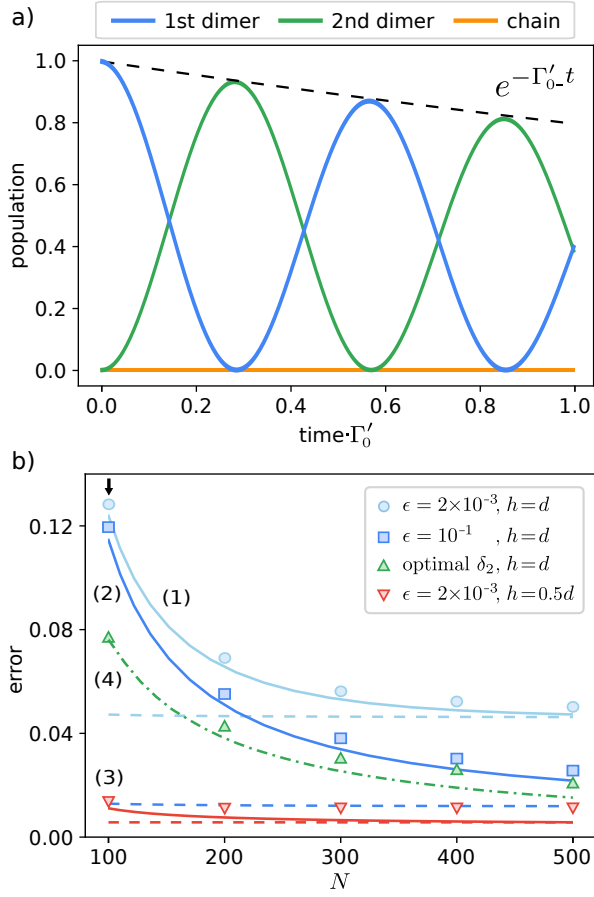 a)
1st dimer 2nd dimer chain
1.0
0.8
0.6
0.4
0.2
0.0
population
e^{-Γ′₀₋t}
0.0 0.2 0.4 0.6 0.8 1.0
time·Γ′₀
b)
0.12
0.08
0.04
0.00
error
ϵ = 2×10⁻³, h=d
ϵ = 10⁻¹ , h=d
optimal δ₂, h=d
ϵ = 2×10⁻³, h=0.5d
(1)
(2)
(4)
(3)
100 200 300 400 500
N